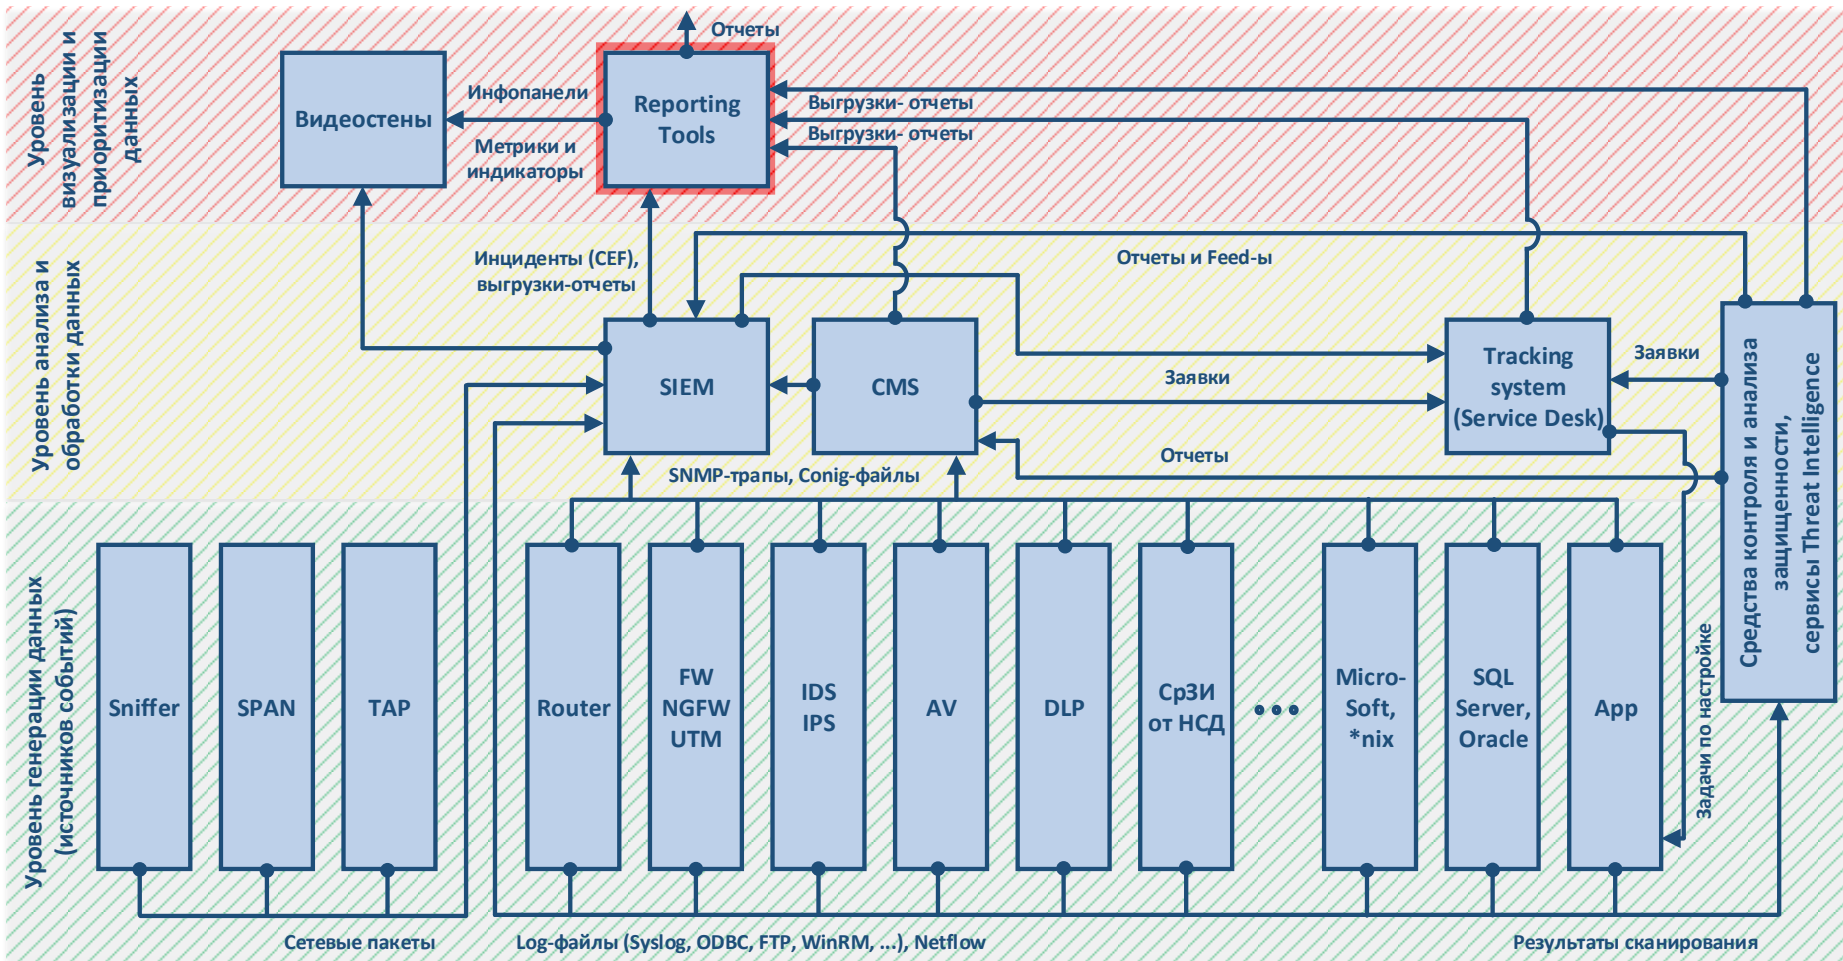 Уровень
визуализации и
приоритизации
данных
Отчеты
Видеостены
Инфопанели
Метрики и
индикаторы
Reporting
Tools
Выгрузки- отчеты
Выгрузки- отчеты
Уровень анализа и
обработки данных
Инциденты (CEF),
выгрузки-отчеты
Отчеты и Feed-ы
SIEM
CMS
Заявки
Tracking
system
(Service Desk)
Заявки
Отчеты
SNMP-трапы, Conig-файлы
Средства контроля и анализа
защищенности,
сервисы Threat Intelligence
Уровень генерации данных
(источников событий)
Sniffer
SPAN
TAP
Router
FW
NGFW
UTM
IDS
IPS
AV
DLP
СрЗИ
от НСД
Micro-
Soft,
*nix
SQL
Server,
Oracle
App
Задачи по настройке
Сетевые пакеты
Log-файлы (Syslog, ODBC, FTP, WinRM, ...), Netflow
Результаты сканирования